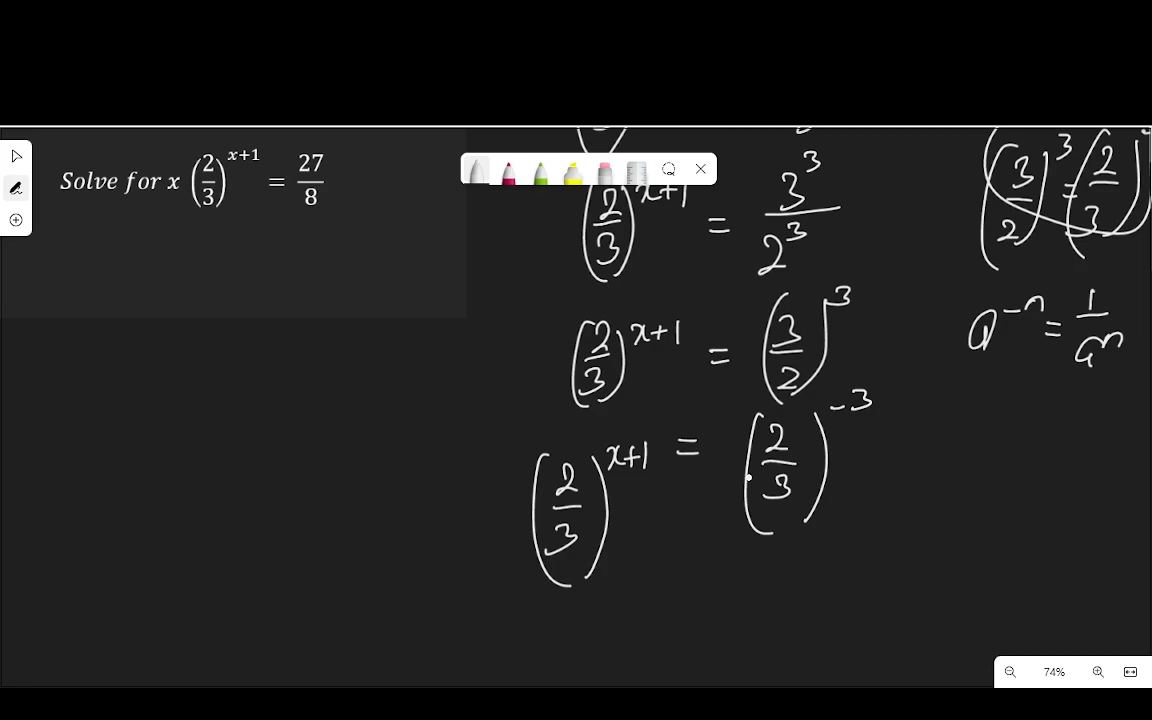 Solve for x (2/3)^(x+1) = 27/8
(2/3)^(x+1) = 3^3/2^3
(3/2)^3 = (2/3)
(2/3)^(x+1) = (3/2)^3
a^(-n) = 1/a^n
(2/3)^(x+1) = (2/3)^(-3)
74%